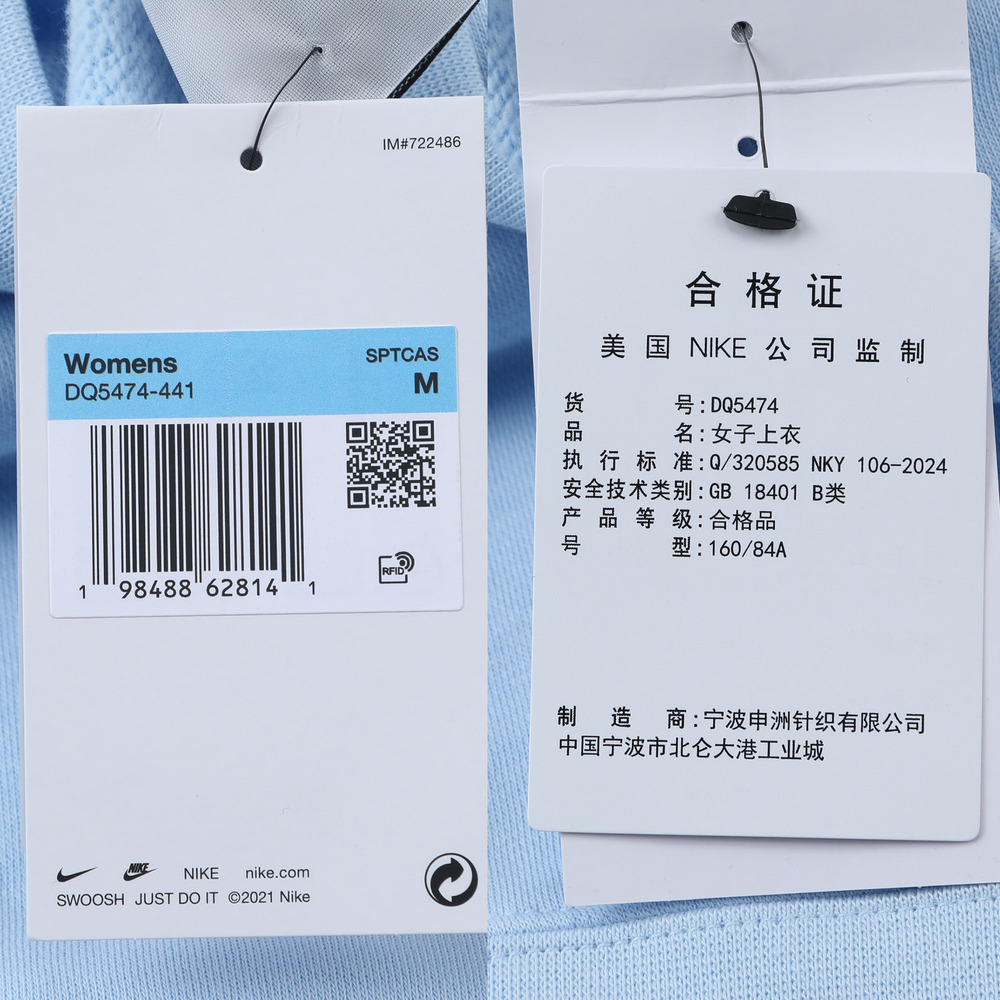 IM#722486
Womens
SPTCAS
DQ5474-441
M
RFID
1 98488 62814 1
NIKE
NIKE nike.com
SWOOSH JUST DO IT ©2021 Nike
合格证
美国 NIKE 公司监制
货号:DQ5474
品名:女子上衣
执行标准:Q/320585 NKY 106-2024
安全技术类别:GB 18401 B类
产品等级:合格品
号型:160/84A
制造商:宁波申洲针织有限公司
中国宁波市北仑大港工业城